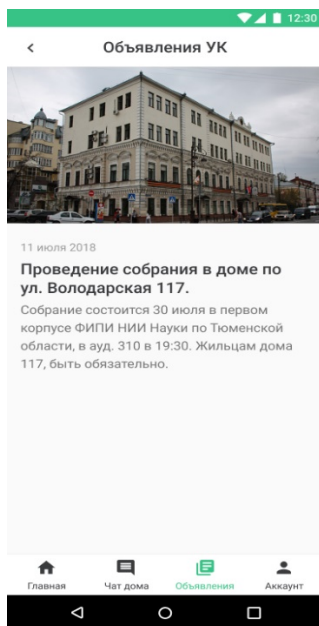 12:30
Объявления УК
11 июля 2018
Проведение собрания в доме по
ул. Володарская 117.
Собрание состоится 30 июля в первом
корпусе ФИПИ НИИ Науки по Тюменской
области, в ауд. 310 в 19:30. Жильцам дома
117, быть обязательно.
Главная Чат дома Объявления Аккаунт